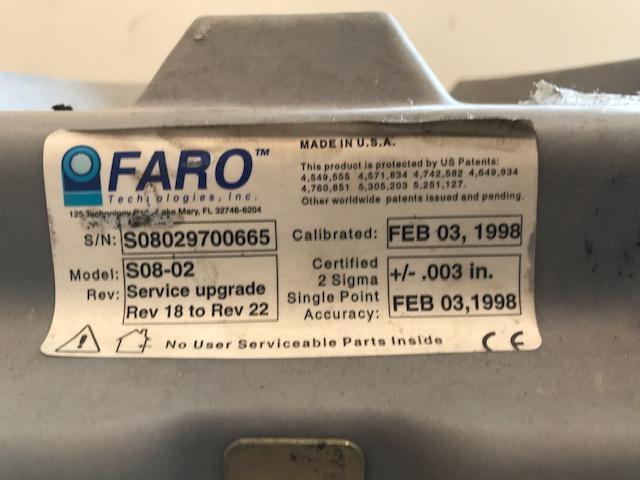 FARO™
Technologies, Inc.
125 Technology Park, Lake Mary, FL 32746-6204
MADE IN U.S.A.
This product is protected by US Patents:
4,549,555 4,571,834 4,742,582 4,649,934
4,760,851 5,305,203 5,251,127.
Other worldwide patents issued and pending.
S/N: S08029700665
Calibrated: FEB 03, 1998
Model: S08-02
Rev: Service upgrade
Rev 18 to Rev 22
Certified
2 Sigma
Single Point
Accuracy:
+/- .003 in.
FEB 03,1998
No User Serviceable Parts Inside
CE